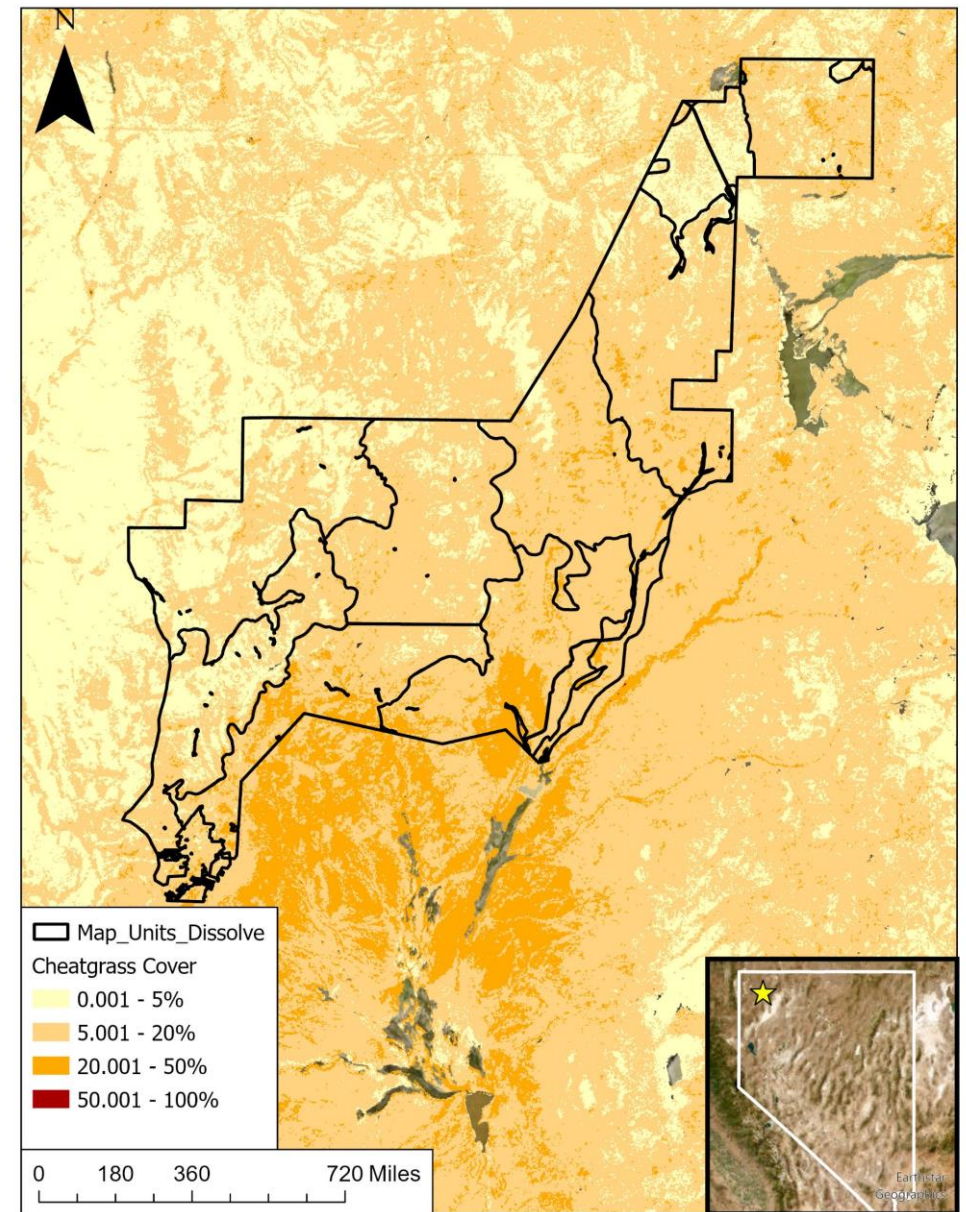 N
Map_Units_Dissolve
Cheatgrass Cover
0.001 - 5%
5.001 - 20%
20.001 - 50%
50.001 - 100%
0 180 360 720 Miles
Earthstar
Geographics